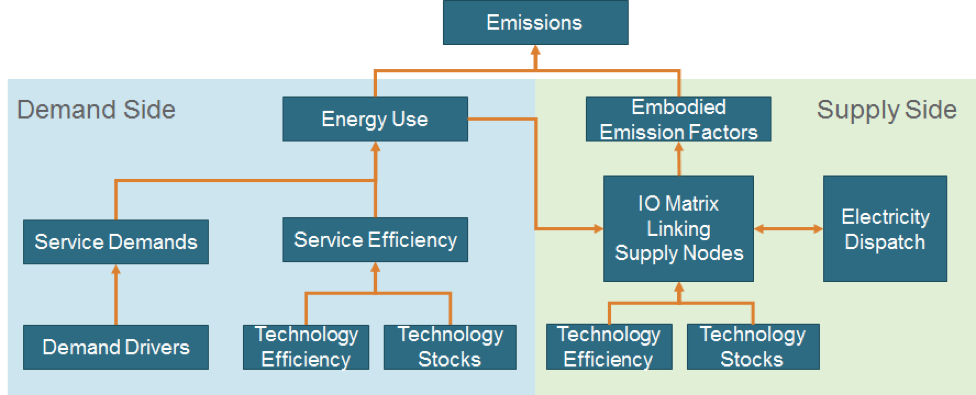 Emissions
Demand Side
Supply Side
Energy Use
Embodied
Emission Factors
Service Demands
Service Efficiency
IO Matrix
Linking
Supply Nodes
Electricity
Dispatch
Demand Drivers
Technology
Efficiency
Technology
Stocks
Technology
Efficiency
Technology
Stocks